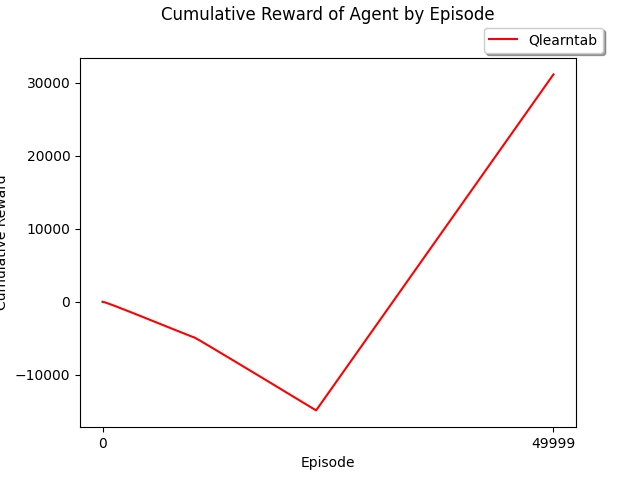 Cumulative Reward of Agent by Episode
Qlearntab
30000
20000
10000
0
−10000
Cumulative Reward
0
49999
Episode